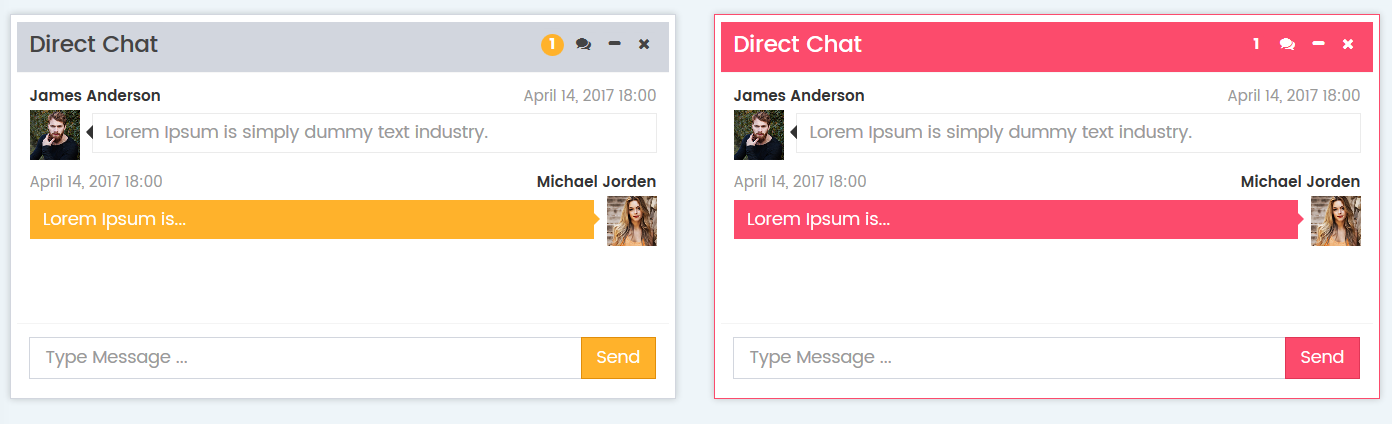 Direct Chat
1
James Anderson
April 14, 2017 18:00
Lorem Ipsum is simply dummy text industry.
April 14, 2017 18:00
Michael Jorden
Lorem Ipsum is...
Type Message ...
Send
Direct Chat
1
James Anderson
April 14, 2017 18:00
Lorem Ipsum is simply dummy text industry.
April 14, 2017 18:00
Michael Jorden
Lorem Ipsum is...
Type Message ...
Send